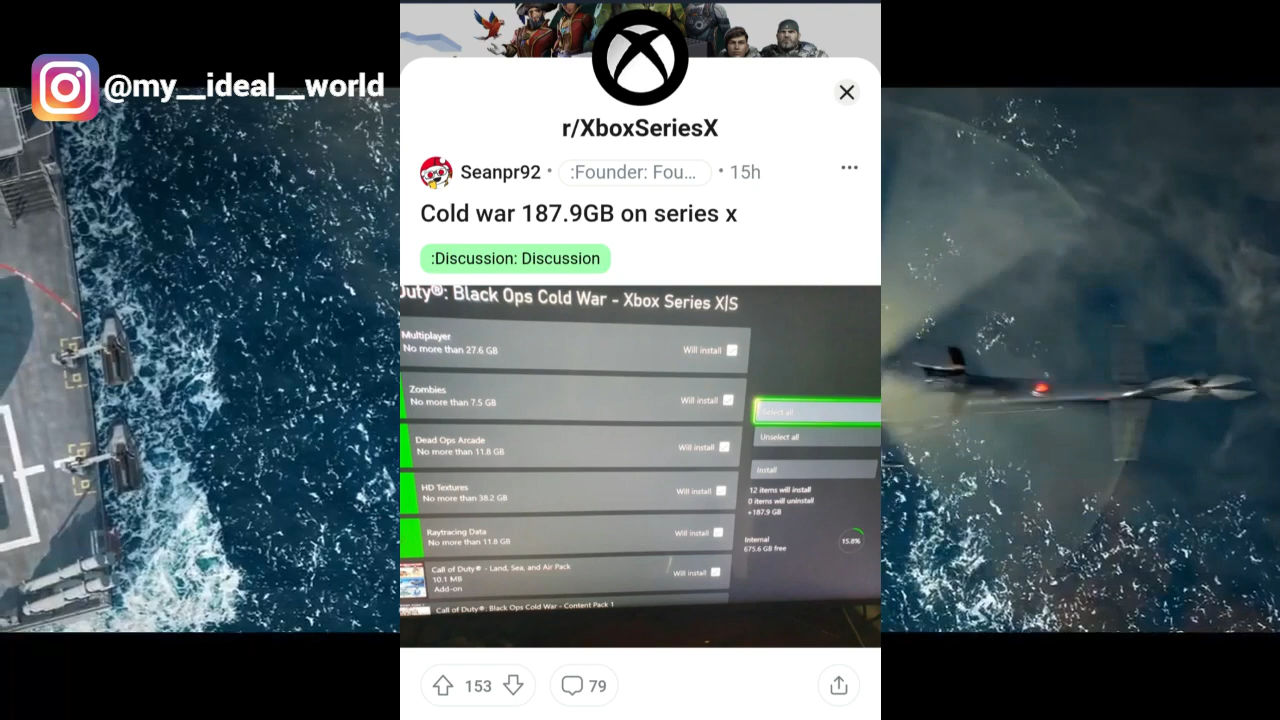 @my__ideal__world
r/XboxSeriesX
Seanpr92 • :Founder: Fou... • 15h
Cold war 187.9GB on series x
:Discussion: Discussion
Duty®: Black Ops Cold War - Xbox Series X|S
Multiplayer
No more than 27.6 GB
Will install
Zombies
No more than 7.5 GB
Will install
Dead Ops Arcade
No more than 11.8 GB
Will install
HD Textures
No more than 38.2 GB
Will install
Raytracing Data
No more than 11.8 GB
Will install
Call of Duty® - Land, Sea, and Air Pack
10.1 MB
Add-on
Will install
Call of Duty®: Black Ops Cold War - Content Pack 1
Select all
Unselect all
Install
12 items will install
0 items will uninstall
+187.9 GB
Internal
675.6 GB free
15.8%
153
79